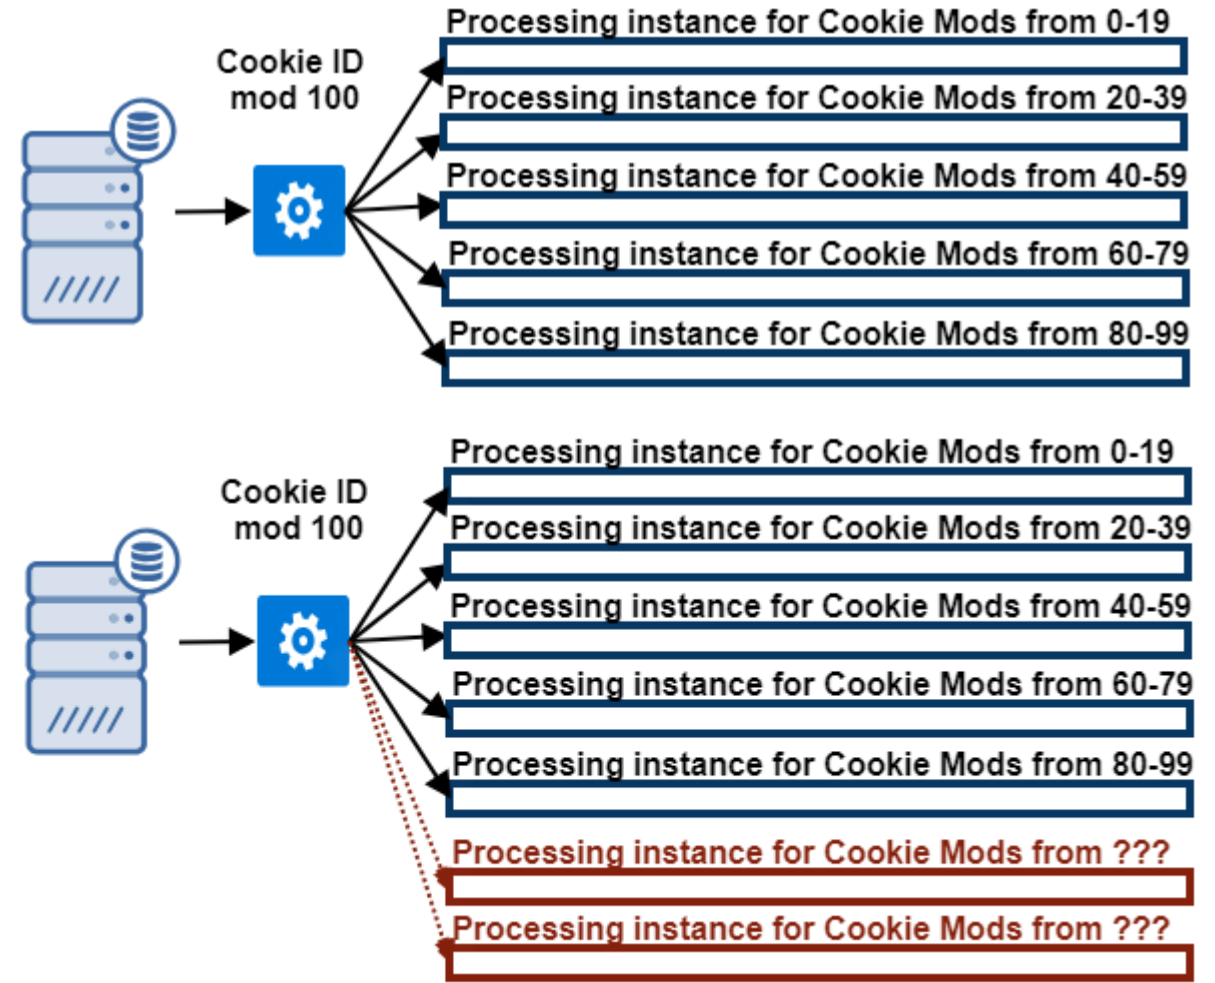 Processing instance for Cookie Mods from 0-19
Cookie ID
mod 100
Processing instance for Cookie Mods from 20-39
Processing instance for Cookie Mods from 40-59
Processing instance for Cookie Mods from 60-79
Processing instance for Cookie Mods from 80-99
Processing instance for Cookie Mods from 0-19
Cookie ID
mod 100
Processing instance for Cookie Mods from 20-39
Processing instance for Cookie Mods from 40-59
Processing instance for Cookie Mods from 60-79
Processing instance for Cookie Mods from 80-99
Processing instance for Cookie Mods from ???
Processing instance for Cookie Mods from ???